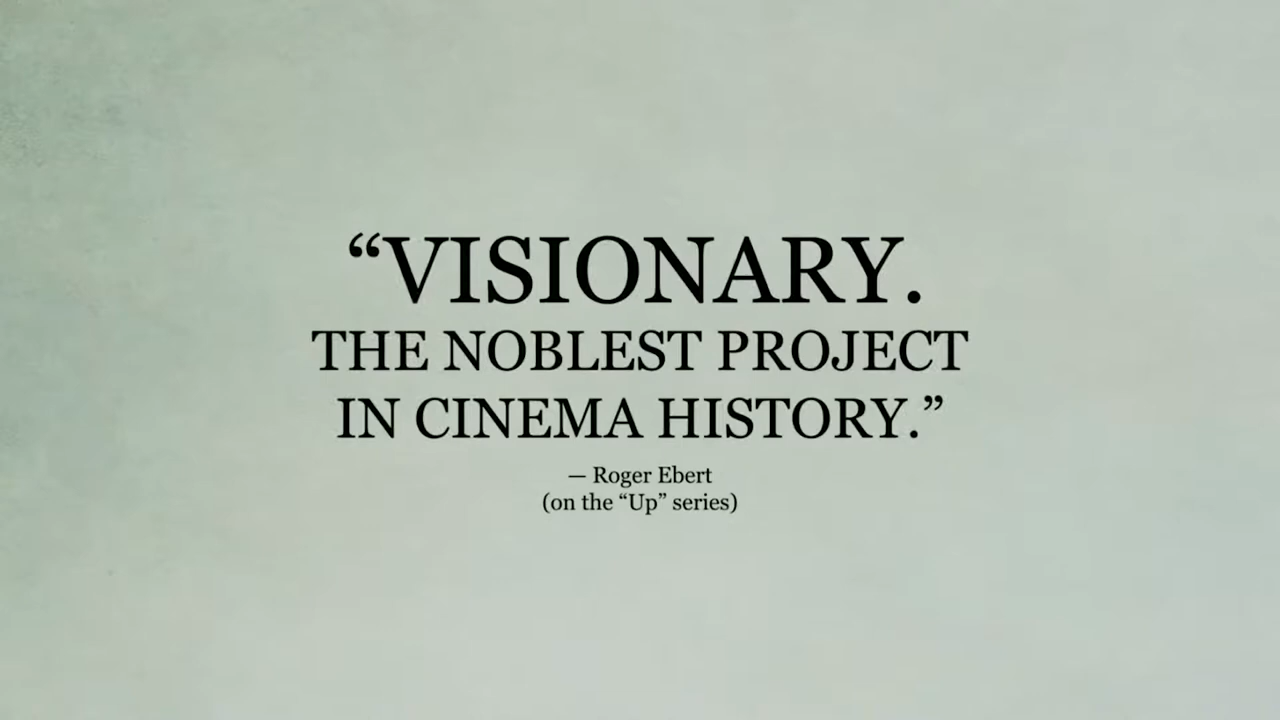 “VISIONARY.
THE NOBLEST PROJECT
IN CINEMA HISTORY.”
— Roger Ebert
(on the “Up” series)